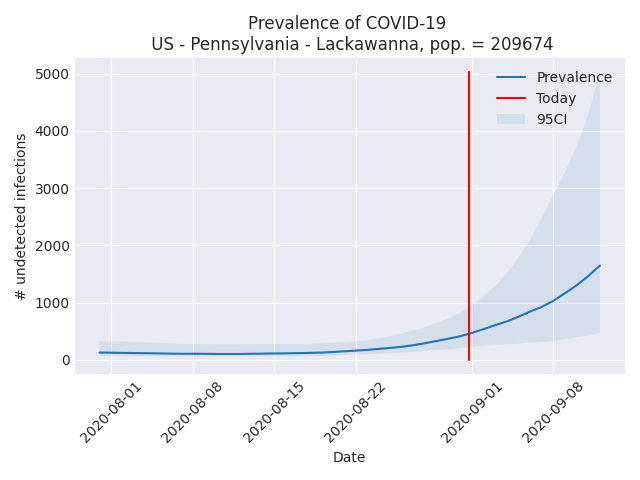 Prevalence of COVID-19
US - Pennsylvania - Lackawanna, pop. = 209674
Prevalence
Today
95CI
# undetected infections
5000
4000
3000
2000
1000
0
2020-08-01
2020-08-08
2020-08-15
2020-08-22
2020-09-01
2020-09-08
Date